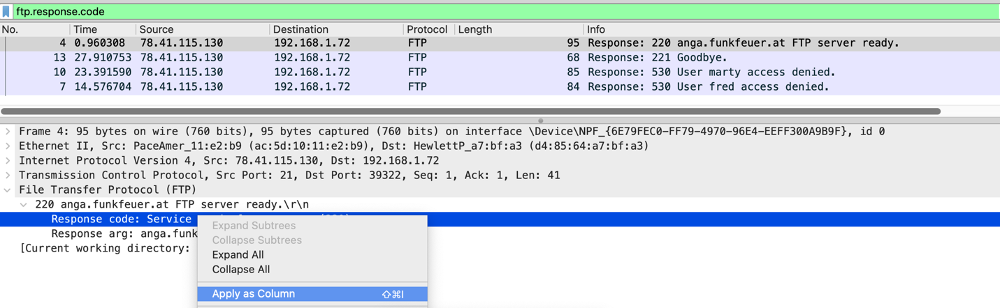 ftp.response.code
No. Time Source Destination Protocol Length Info
4 0.960308 78.41.115.130 192.168.1.72 FTP 95 Response: 220 anga.funkfeuer.at FTP server ready.
13 27.910753 78.41.115.130 192.168.1.72 FTP 68 Response: 221 Goodbye.
10 23.391590 78.41.115.130 192.168.1.72 FTP 85 Response: 530 User marty access denied.
7 14.576704 78.41.115.130 192.168.1.72 FTP 84 Response: 530 User fred access denied.
Frame 4: 95 bytes on wire (760 bits), 95 bytes captured (760 bits) on interface \Device\NPF_{6E79FEC0-FF79-4970-96E4-EEFF300A9B9F}, id 0
Ethernet II, Src: PaceAmer_11:e2:b9 (ac:5d:10:11:e2:b9), Dst: HewlettP_a7:bf:a3 (d4:85:64:a7:bf:a3)
Internet Protocol Version 4, Src: 78.41.115.130, Dst: 192.168.1.72
Transmission Control Protocol, Src Port: 21, Dst Port: 39322, Seq: 1, Ack: 1, Len: 41
File Transfer Protocol (FTP)
220 anga.funkfeuer.at FTP server ready.\r\n
Response code: Service
Response arg: anga.funk
[Current working directory:
Expand Subtrees
Collapse Subtrees
Expand All
Collapse All
Apply as Column ⇧⌘I